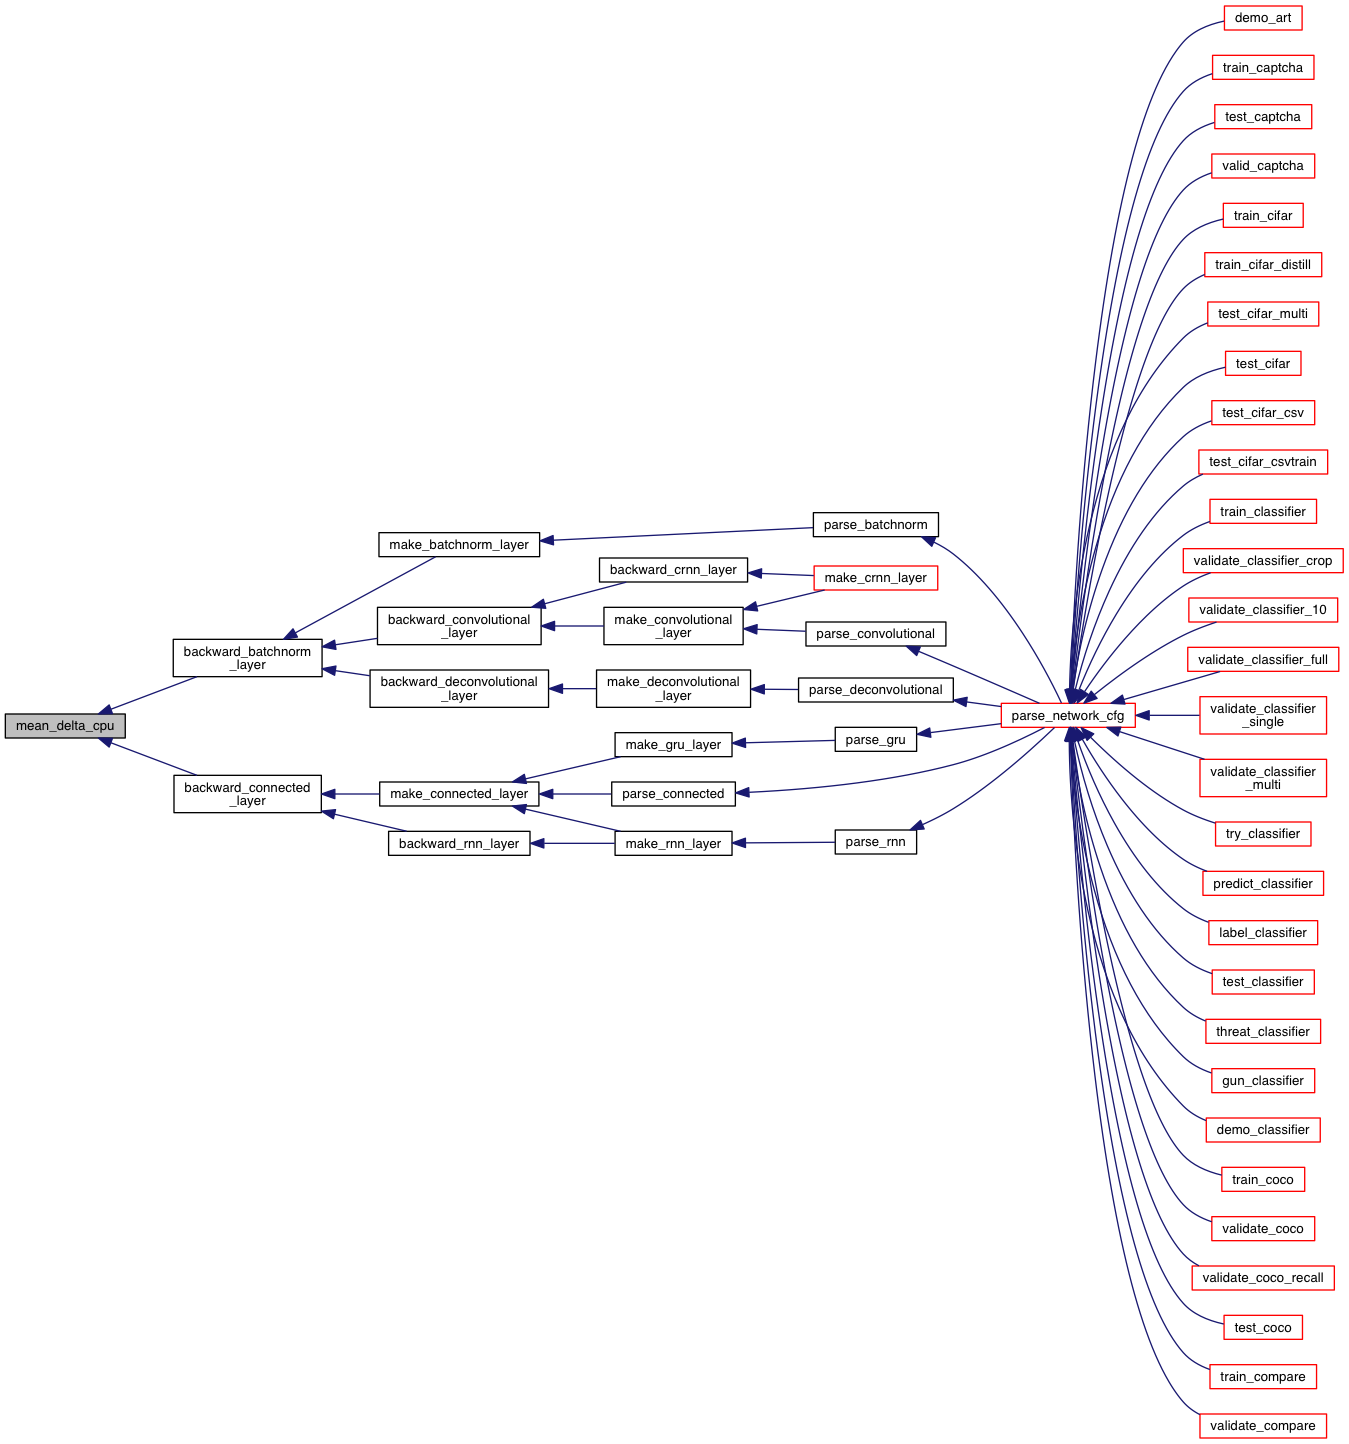 mean_delta_cpu
backward_batchnorm
_layer
backward_connected
_layer
make_batchnorm_layer
backward_convolutional
_layer
backward_deconvolutional
_layer
make_connected_layer
backward_rnn_layer
backward_crnn_layer
make_convolutional
_layer
make_deconvolutional
_layer
make_gru_layer
parse_connected
make_rnn_layer
parse_batchnorm
make_crnn_layer
parse_convolutional
parse_deconvolutional
parse_gru
parse_rnn
parse_network_cfg
demo_art
train_captcha
test_captcha
valid_captcha
train_cifar
train_cifar_distill
test_cifar_multi
test_cifar
test_cifar_csv
test_cifar_csvtrain
train_classifier
validate_classifier_crop
validate_classifier_10
validate_classifier_full
validate_classifier
_single
validate_classifier
_multi
try_classifier
predict_classifier
label_classifier
test_classifier
threat_classifier
gun_classifier
demo_classifier
train_coco
validate_coco
validate_coco_recall
test_coco
train_compare
validate_compare